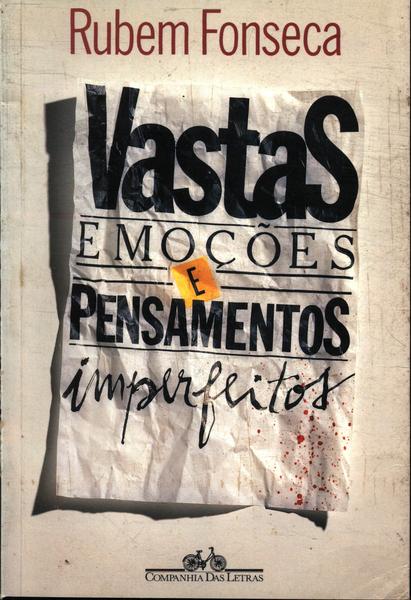 Rubem Fonseca
VastaS
EMOÇÕES
E
PENSAMENTOS
imperfeitos
COMPANHIA DAS LETRAS